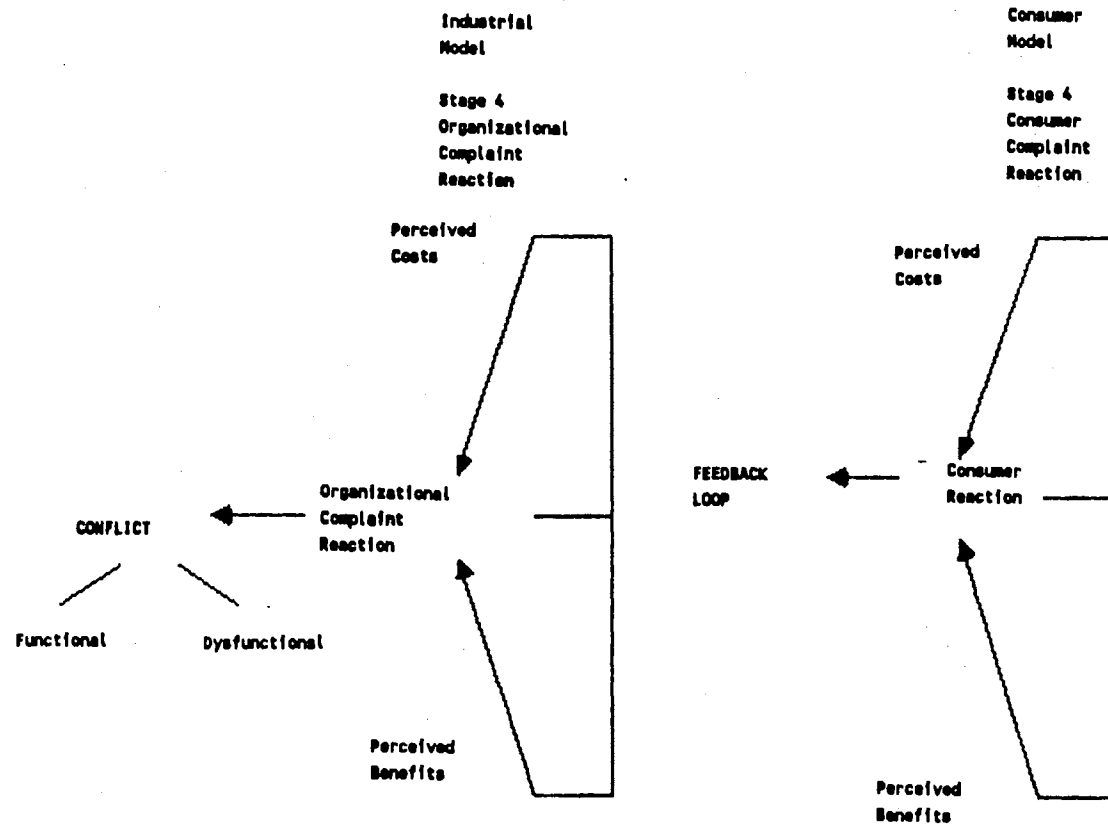 Industrial
Model
Stage 4
Organizational
Complaint
Reaction
Perceived
Costs
Organizational
Complaint
Reaction
CONFLICT
Functional
Dysfunctional
Perceived
Benefits
Consumer
Model
Stage 4
Consumer
Complaint
Reaction
Perceived
Costs
FEEDBACK
LOOP
Consumer
Reaction
Perceived
Benefits